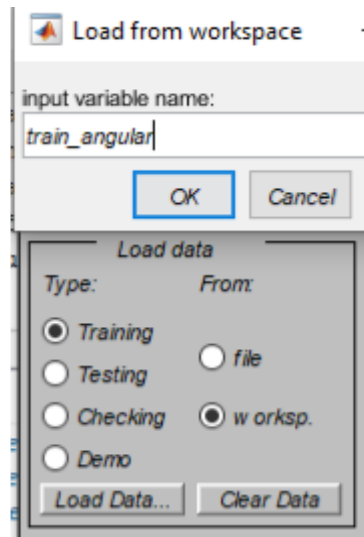 Load from workspace
input variable name:
train_angular
OK Cancel
Load data
Type: From:
Training
file
Testing
Checking
worksp.
Demo
Load Data... Clear Data